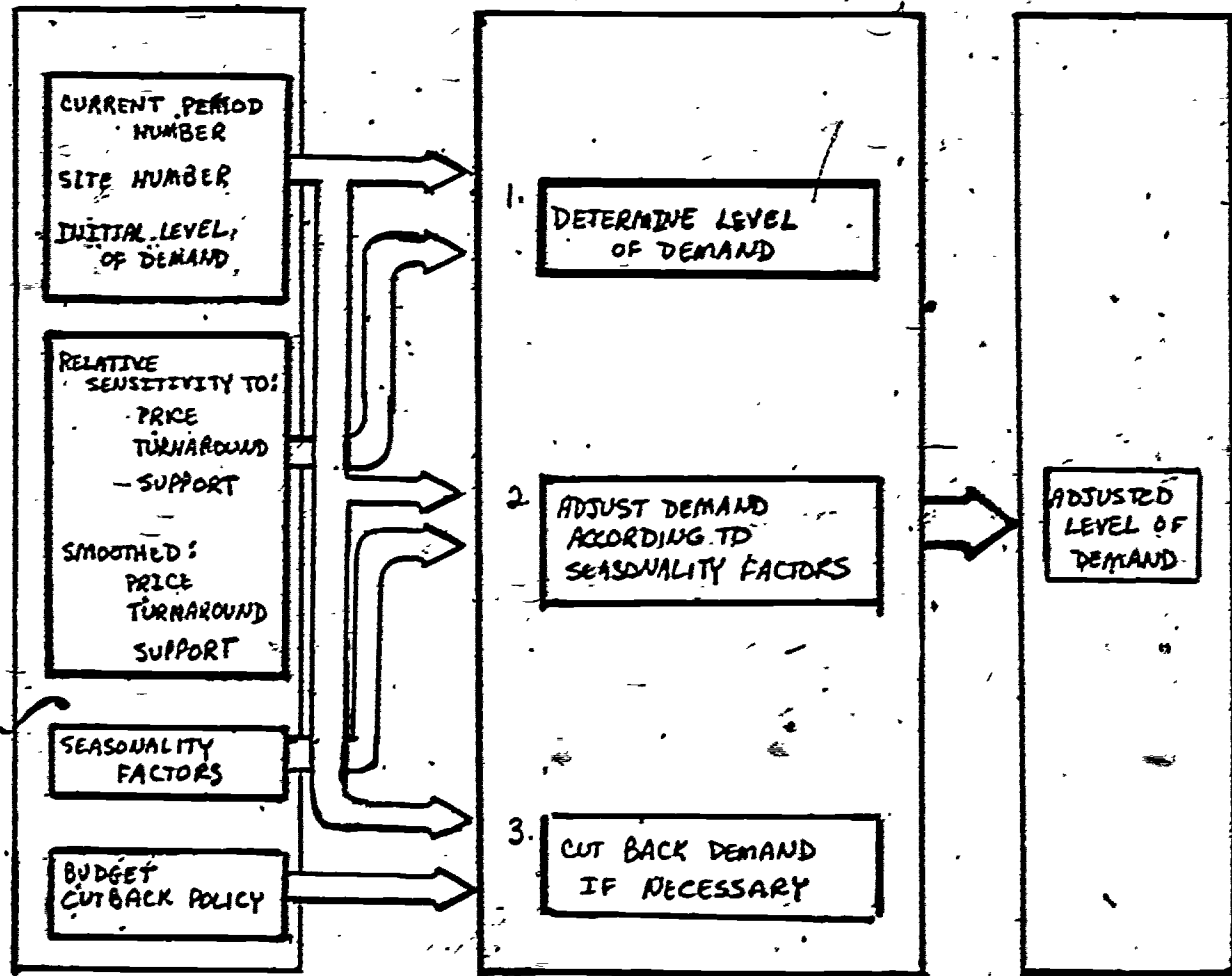 CURRENT PERIOD
NUMBER
SITE NUMBER
INITIAL LEVEL
OF DEMAND
RELATIVE
SENSITIVITY TO:
- PRICE
TURNAROUND
- SUPPORT
SMOOTHED:
PRICE
TURNAROUND
SUPPORT
SEASONALITY
FACTORS
BUDGET
CUTBACK POLICY
1.
DETERMINE LEVEL
OF DEMAND
2
ADJUST DEMAND
ACCORDING TO
SEASONALITY FACTORS
3.
CUT BACK DEMAND
IF NECESSARY
ADJUSTED
LEVEL OF
DEMAND